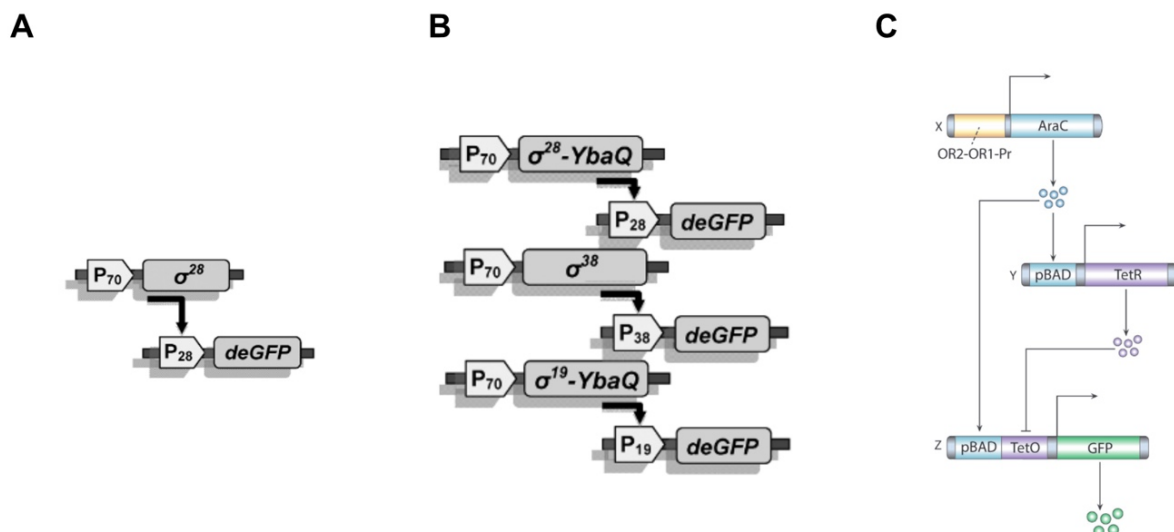 A
B
C
P70 σ28
P28 deGFP
P70 σ28-YbaQ
P28 deGFP
P70 σ38
P38 deGFP
P70 σ19-YbaQ
P19 deGFP
X AraC
OR2-OR1-Pr
Y pBAD TetR
Z pBAD TetO GFP